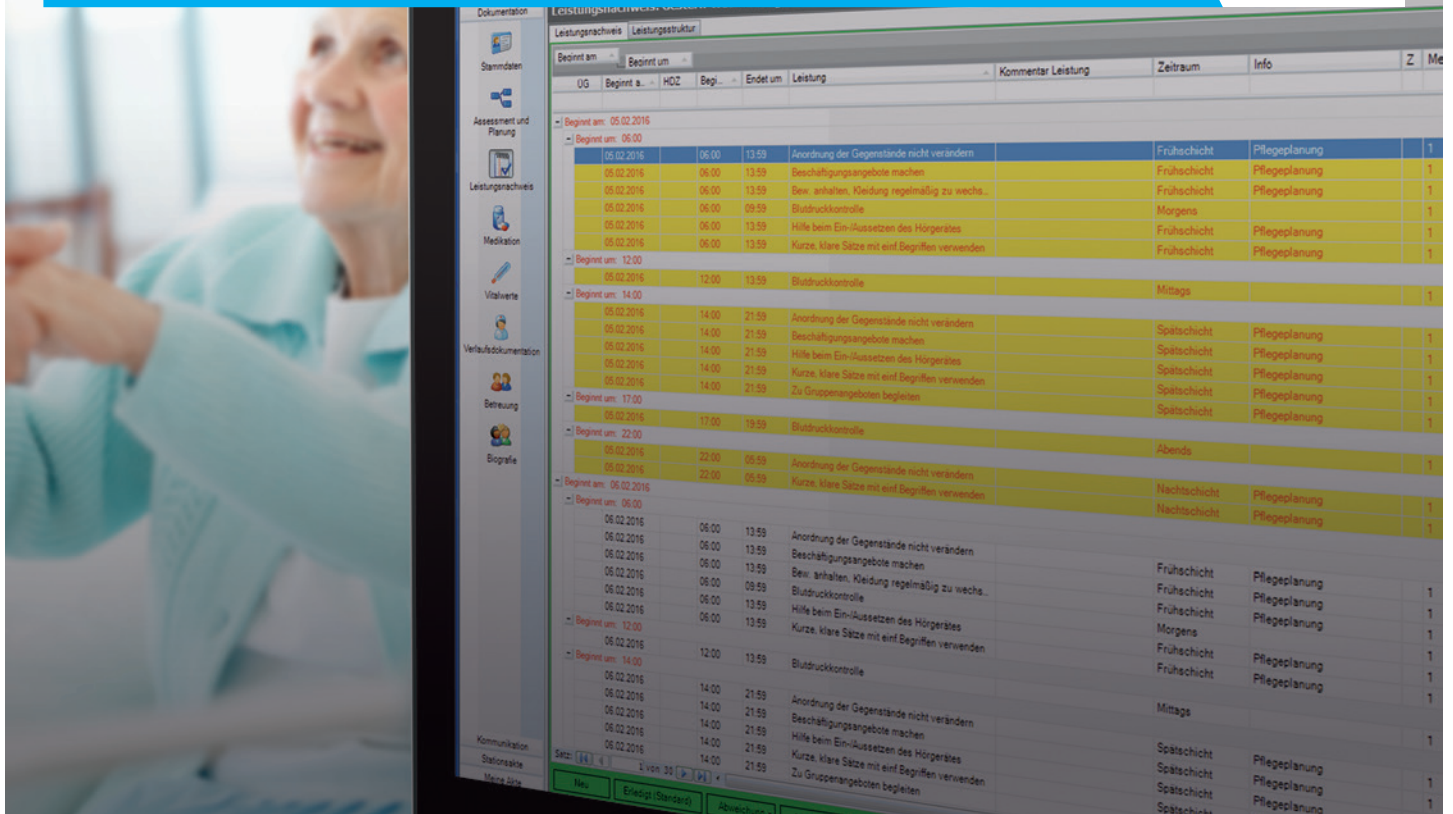 Dokumentation
Stammdaten
Assessment und
Planung
Leistungsnachweis
Medikation
Vitalwerte
Verlaufsdokumentation
Betreuung
Biografie
Kommunikation
Stationsakte
Meine Akte
Leistungsnachweis:
Leistungsnachweis Leistungsstruktur
Beginnt am Beginnt um
ÜG Beginnt a... HDZ Begi... Endet um Leistung Kommentar Leistung Zeitraum Info Z Me
Beginnt am: 05.02.2016
Beginnt um: 06:00
05.02.2016 06:00 13:59 Anordnung der Gegenstände nicht verändern Frühschicht Pflegeplanung 1
05.02.2016 06:00 13:59 Beschäftigungsangebote machen Frühschicht Pflegeplanung 1
05.02.2016 06:00 13:59 Bew. anhalten, Kleidung regelmäßig zu wechs... Frühschicht Pflegeplanung 1
05.02.2016 06:00 09:59 Blutdruckkontrolle Morgens 1
05.02.2016 06:00 13:59 Hilfe beim Ein-/Aussetzen des Hörgerätes Frühschicht Pflegeplanung 1
05.02.2016 06:00 13:59 Kurze, klare Sätze mit einf.Begriffen verwenden Frühschicht Pflegeplanung 1
Beginnt um: 12:00
05.02.2016 12:00 13:59 Blutdruckkontrolle Mittags 1
Beginnt um: 14:00
05.02.2016 14:00 21:59 Anordnung der Gegenstände nicht verändern Spätschicht Pflegeplanung 1
05.02.2016 14:00 21:59 Beschäftigungsangebote machen Spätschicht Pflegeplanung 1
05.02.2016 14:00 21:59 Hilfe beim Ein-/Aussetzen des Hörgerätes Spätschicht Pflegeplanung 1
05.02.2016 14:00 21:59 Kurze, klare Sätze mit einf.Begriffen verwenden Spätschicht Pflegeplanung 1
05.02.2016 14:00 21:59 Zu Gruppenangeboten begleiten Spätschicht Pflegeplanung 1
Beginnt um: 17:00
05.02.2016 17:00 19:59 Blutdruckkontrolle Abends 1
Beginnt um: 22:00
05.02.2016 22:00 05:59 Anordnung der Gegenstände nicht verändern Nachtschicht Pflegeplanung 1
05.02.2016 22:00 05:59 Kurze, klare Sätze mit einf.Begriffen verwenden Nachtschicht Pflegeplanung 1
Beginnt am: 06.02.2016
Beginnt um: 06:00
06.02.2016 06:00 13:59 Anordnung der Gegenstände nicht verändern Frühschicht Pflegeplanung 1
06.02.2016 06:00 13:59 Beschäftigungsangebote machen Frühschicht Pflegeplanung 1
06.02.2016 06:00 13:59 Bew. anhalten, Kleidung regelmäßig zu wechs... Frühschicht Pflegeplanung 1
06.02.2016 06:00 09:59 Blutdruckkontrolle Morgens 1
06.02.2016 06:00 13:59 Hilfe beim Ein-/Aussetzen des Hörgerätes Frühschicht Pflegeplanung 1
06.02.2016 06:00 13:59 Kurze, klare Sätze mit einf.Begriffen verwenden Frühschicht Pflegeplanung 1
Beginnt um: 12:00
06.02.2016 12:00 13:59 Blutdruckkontrolle Mittags 1
Beginnt um: 14:00
06.02.2016 14:00 21:59 Anordnung der Gegenstände nicht verändern Spätschicht Pflegeplanung 1
06.02.2016 14:00 21:59 Beschäftigungsangebote machen Spätschicht Pflegeplanung 1
06.02.2016 14:00 21:59 Hilfe beim Ein-/Aussetzen des Hörgerätes Spätschicht Pflegeplanung
06.02.2016 14:00 21:59 Kurze, klare Sätze mit einf.Begriffen verwenden Spätschicht
14:00 21:59 Zu Gruppenangeboten begleiten
Satz: 1 von 30
Neu Erledigt (Standard) Abweichung